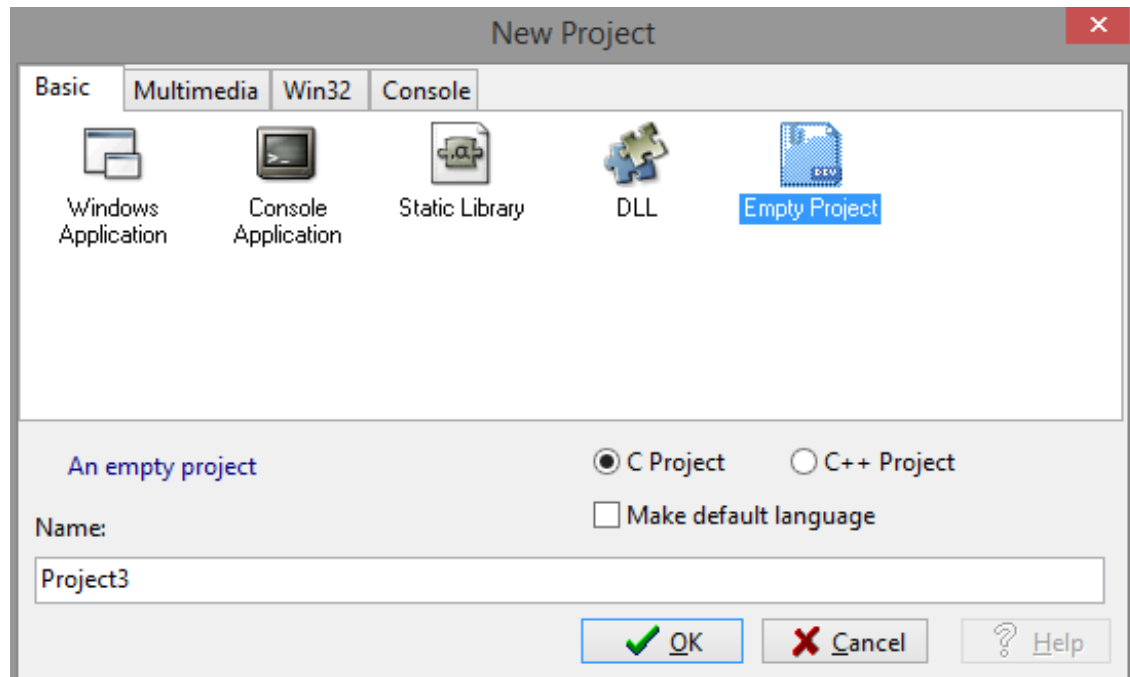 New Project
Basic
Multimedia
Win32
Console
Windows
Application
Console
Application
Static Library
DLL
Empty Project
An empty project
C Project
C++ Project
Make default language
Name:
Project3
OK
Cancel
Help